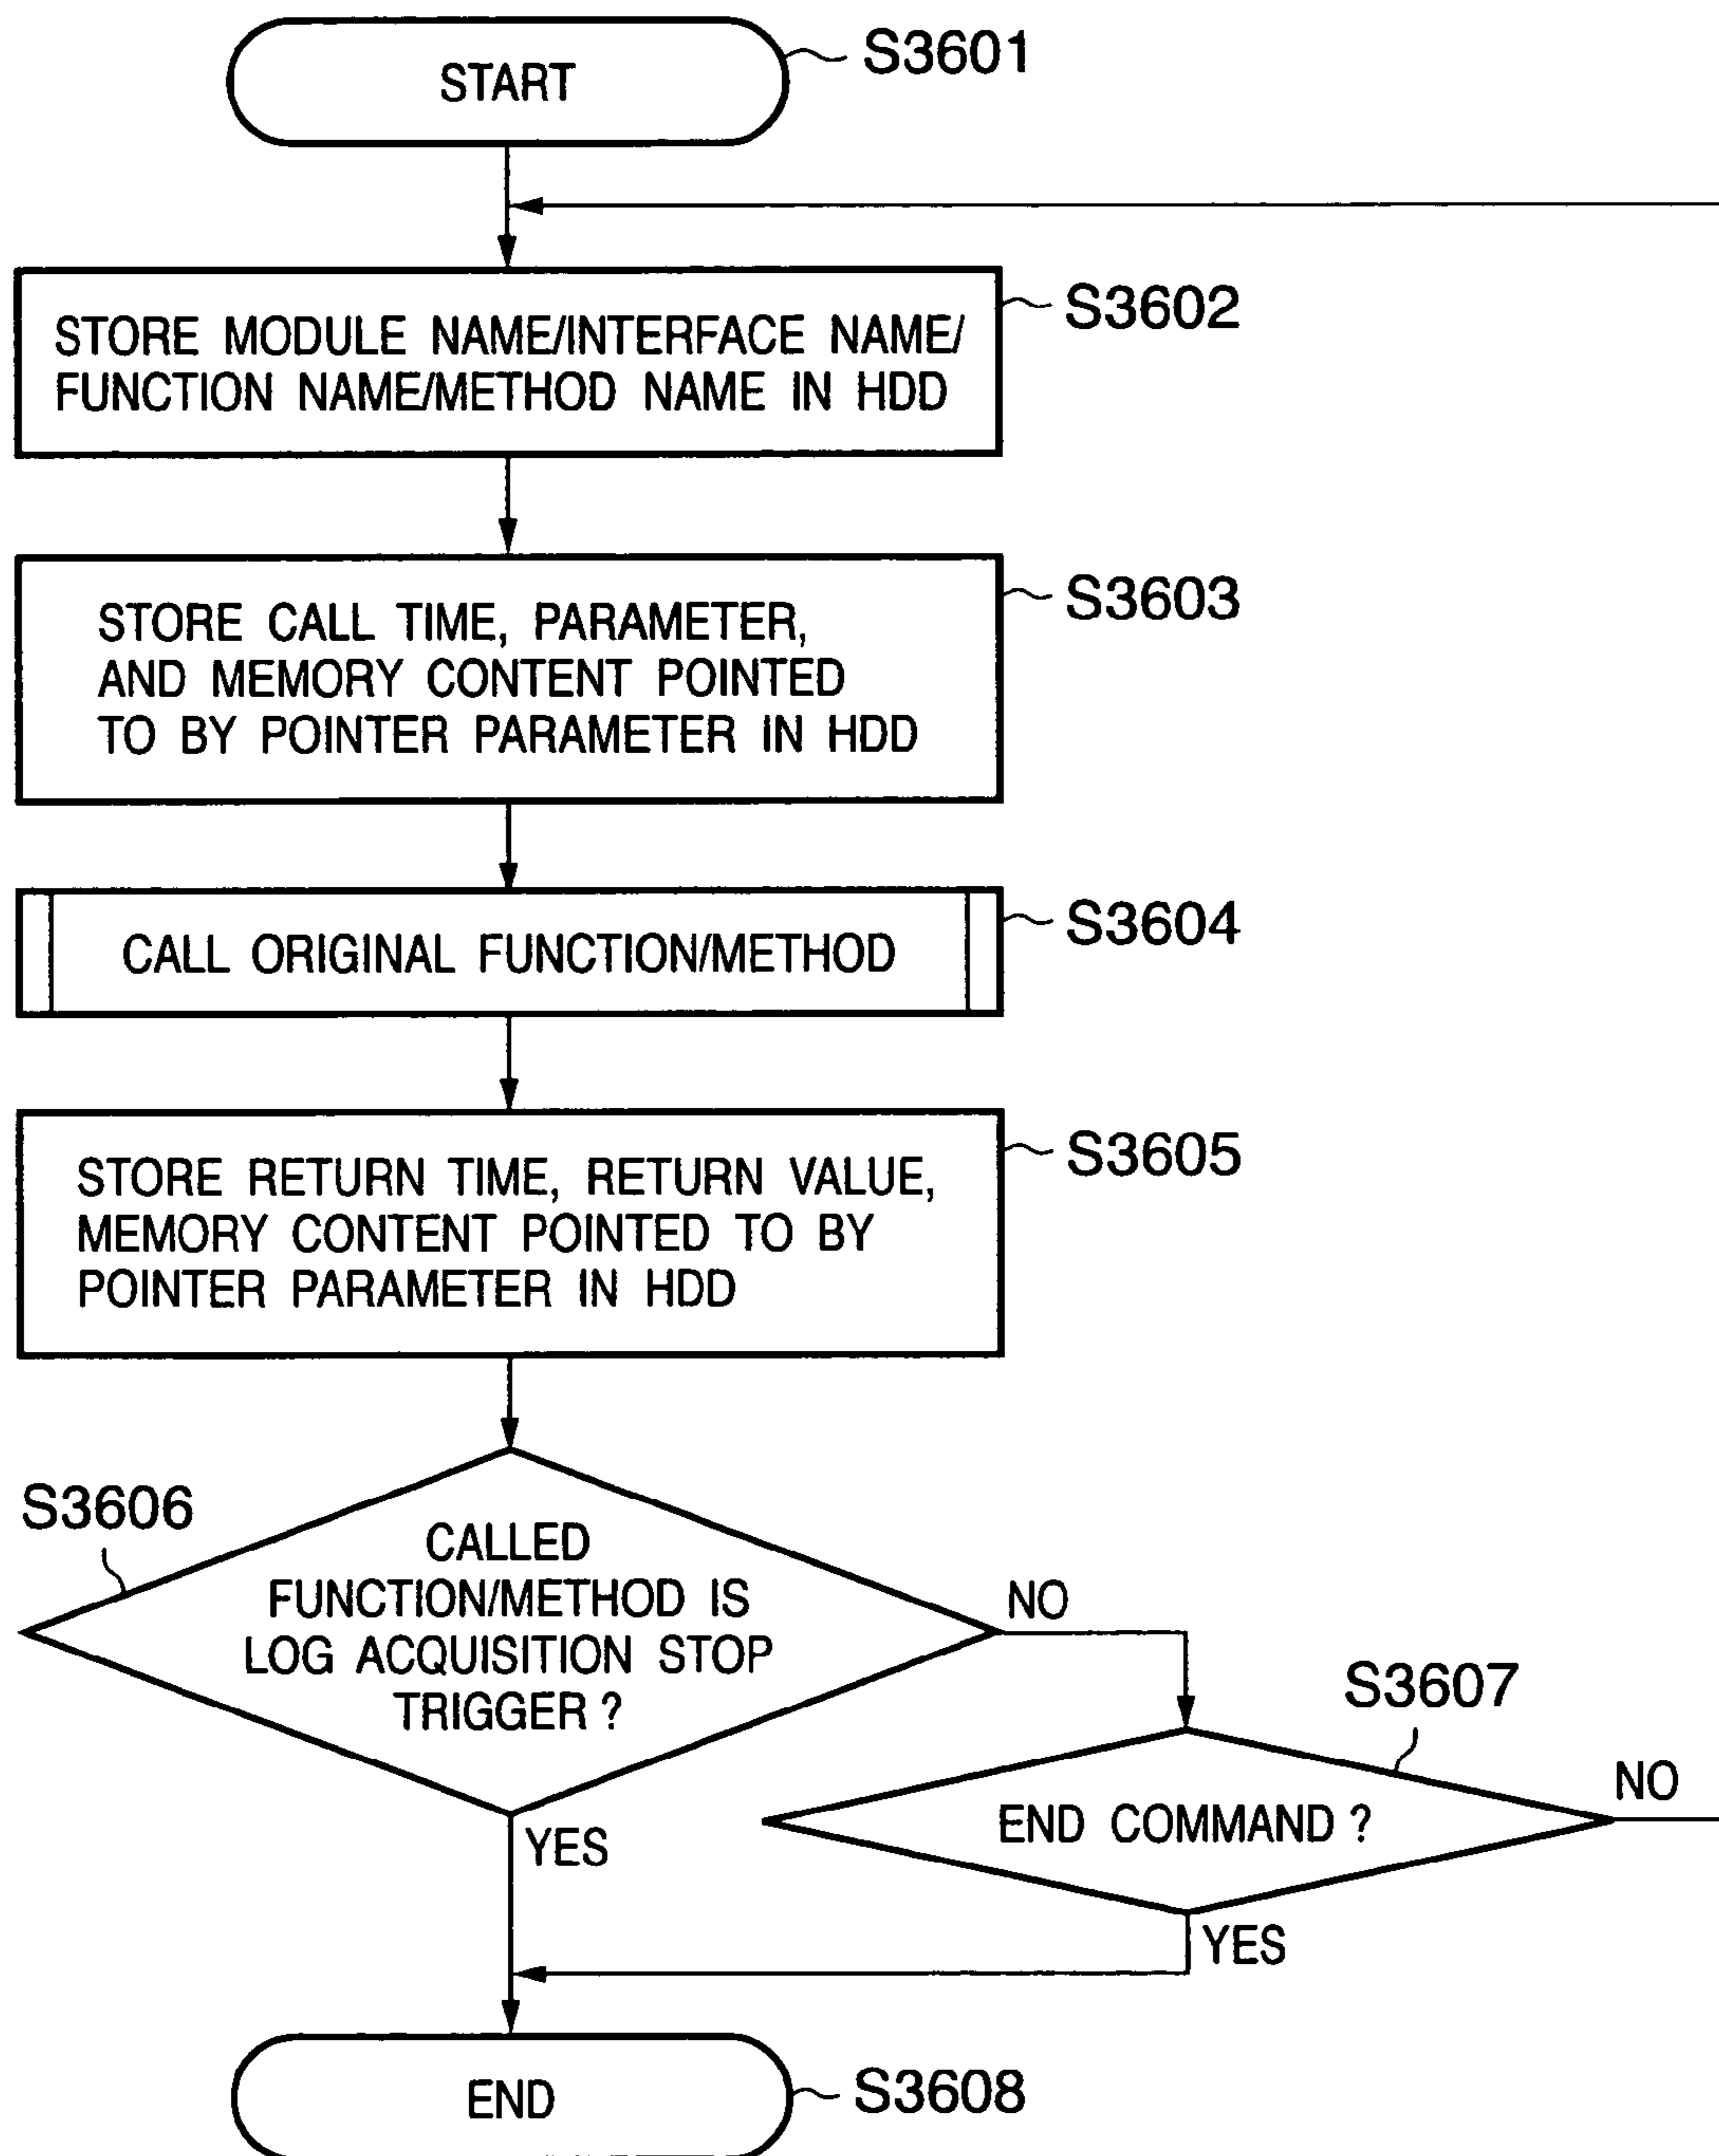 START
S3601
S3602
STORE MODULE NAME/INTERFACE NAME/
FUNCTION NAME/METHOD NAME IN HDD
S3603
STORE CALL TIME, PARAMETER,
AND MEMORY CONTENT POINTED
TO BY POINTER PARAMETER IN HDD
S3604
CALL ORIGINAL FUNCTION/METHOD
S3605
STORE RETURN TIME, RETURN VALUE,
MEMORY CONTENT POINTED TO BY
POINTER PARAMETER IN HDD
S3606
CALLED
FUNCTION/METHOD IS
LOG ACQUISITION STOP
TRIGGER ?
NO
YES
S3607
END COMMAND ?
NO
YES
END
S3608